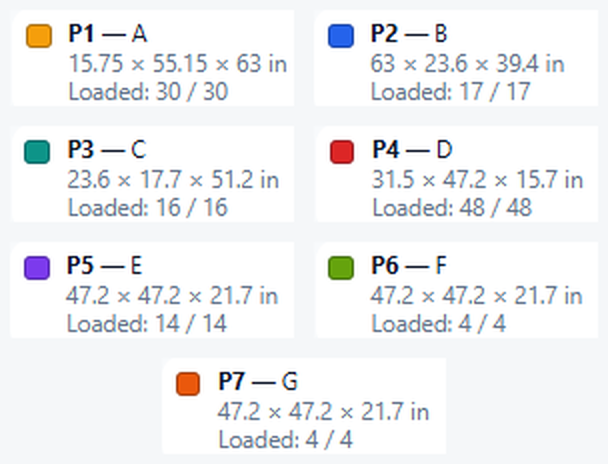 P1 — A
15.75 × 55.15 × 63 in
Loaded: 30 / 30
P2 — B
63 × 23.6 × 39.4 in
Loaded: 17 / 17
P3 — C
23.6 × 17.7 × 51.2 in
Loaded: 16 / 16
P4 — D
31.5 × 47.2 × 15.7 in
Loaded: 48 / 48
P5 — E
47.2 × 47.2 × 21.7 in
Loaded: 14 / 14
P6 — F
47.2 × 47.2 × 21.7 in
Loaded: 4 / 4
P7 — G
47.2 × 47.2 × 21.7 in
Loaded: 4 / 4